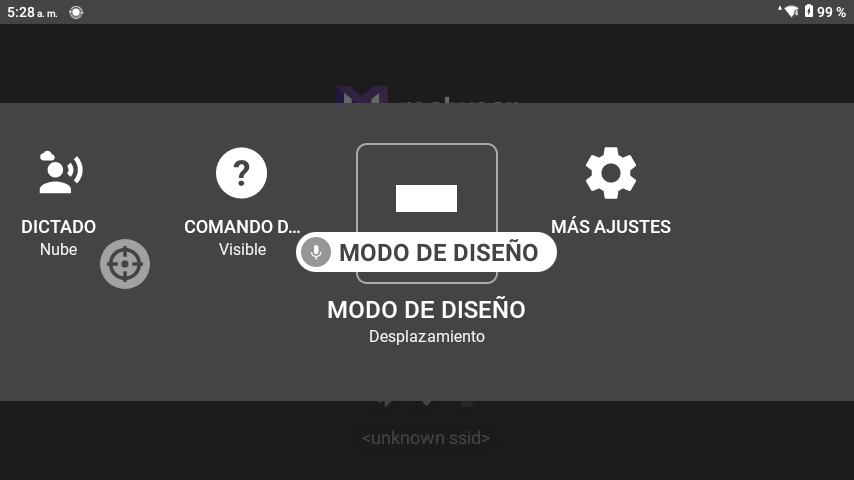 5:28 a. m.
99 %
DICTADO
Nube
COMANDO D...
Visible
MODO DE DISEÑO
MODO DE DISEÑO
Desplazamiento
MÁS AJUSTES
<unknown ssid>